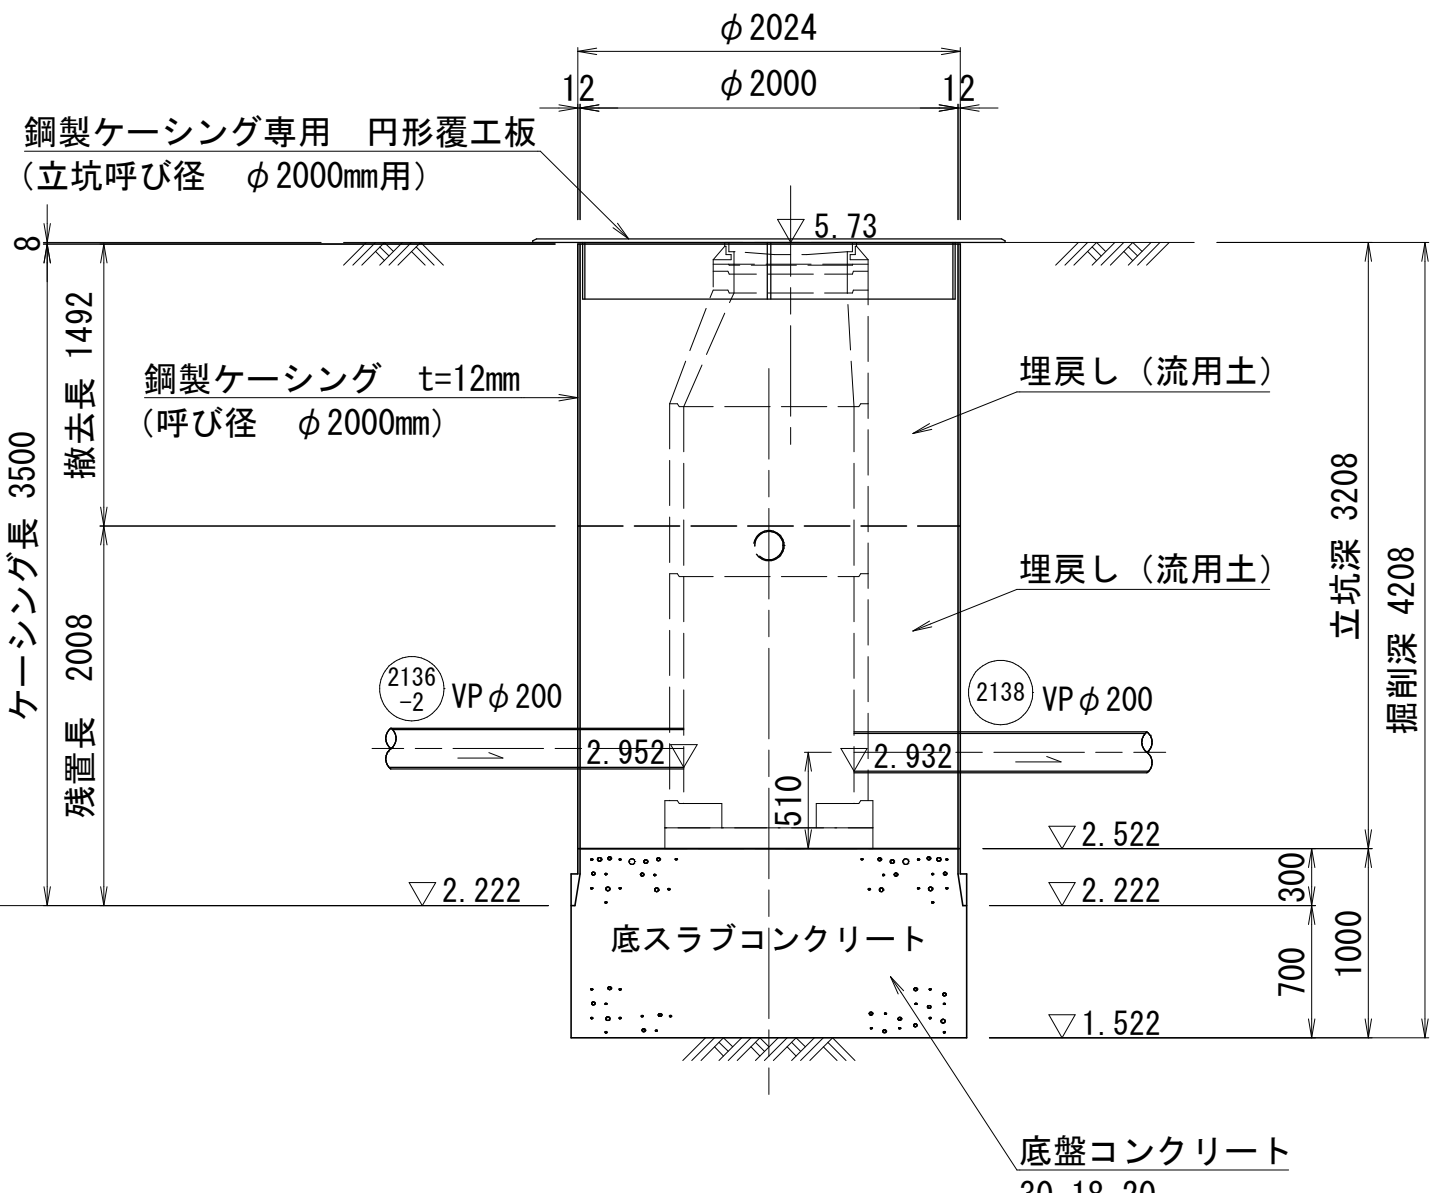 φ2024
12 φ2000 12
鋼製ケーシング専用 円形覆工板
(立坑呼び径 φ2000mm用)
5.73
8
ケーシング長 3500
撤去長 1492
残置長 2008
鋼製ケーシング t=12mm
(呼び径 φ2000mm)
埋戻し(流用土)
埋戻し(流用土)
立坑深 3208
掘削深 4208
2136
-2
VPφ200
2138
VPφ200
2.952
2.932
510
2.522
2.222
2.222
300
700
1000
底スラブコンクリート
1.522
底盤コンクリート
30-18-20